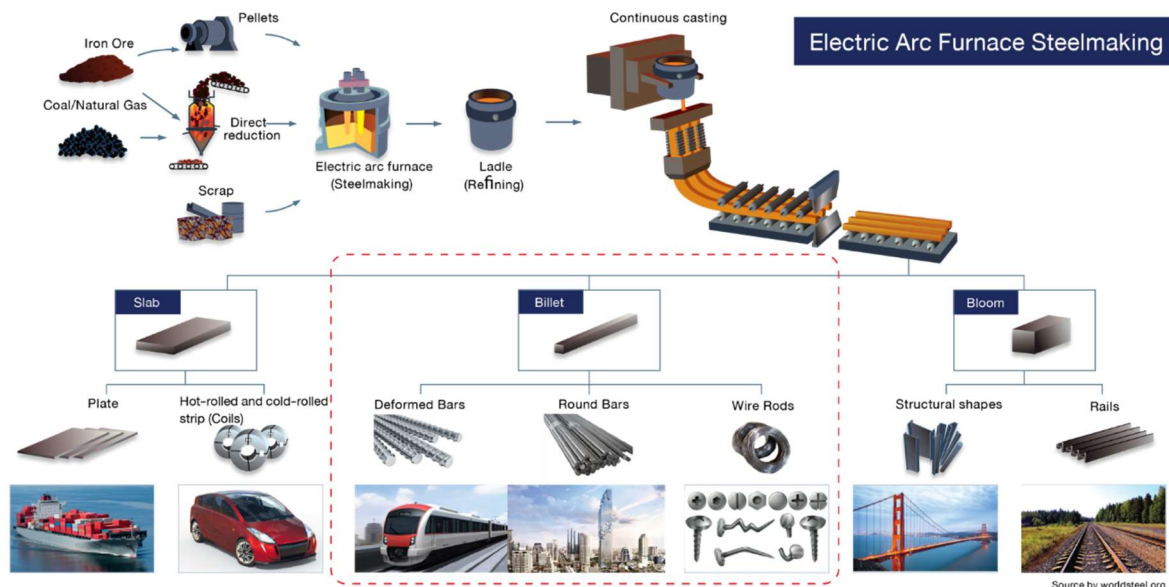 Electric Arc Furnace Steelmaking
Pellets
Iron Ore
Coal/Natural Gas
Direct
reduction
Scrap
Electric arc furnace
(Steelmaking)
Ladle
(Refining)
Continuous casting
Slab
Billet
Bloom
Plate
Hot-rolled and cold-rolled
strip (Coils)
Deformed Bars
Round Bars
Wire Rods
Structural shapes
Rails
Source by worldsteel.org